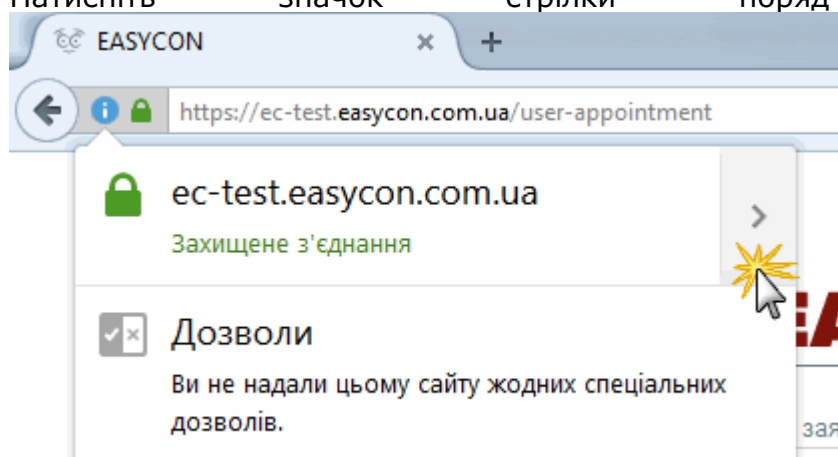 Натисніть значок стрілки поряд
EASYCON
https://ec-test.easycon.com.ua/user-appointment
ec-test.easycon.com.ua
Захищене з'єднання
Дозволи
Ви не надали цьому сайту жодних спеціальних
дозволів.